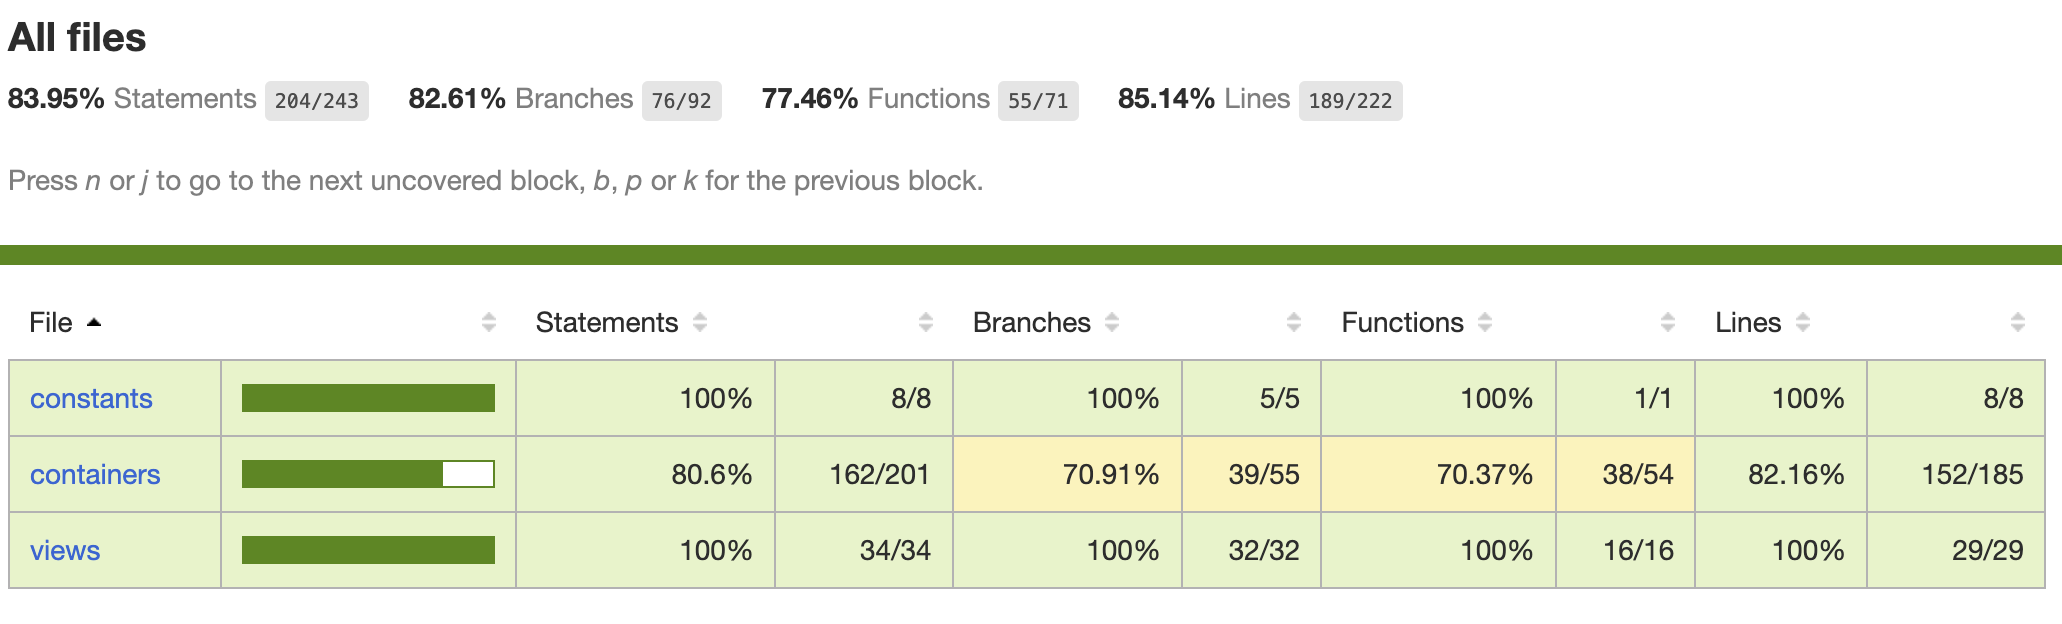 All files
83.95% Statements 204/243 82.61% Branches 76/92 77.46% Functions 55/71 85.14% Lines 189/222
Press n or j to go to the next uncovered block, b, p or k for the previous block.
File Statements Branches Functions Lines
constants 100% 8/8 100% 5/5 100% 1/1 100% 8/8
containers 80.6% 162/201 70.91% 39/55 70.37% 38/54 82.16% 152/185
views 100% 34/34 100% 32/32 100% 16/16 100% 29/29